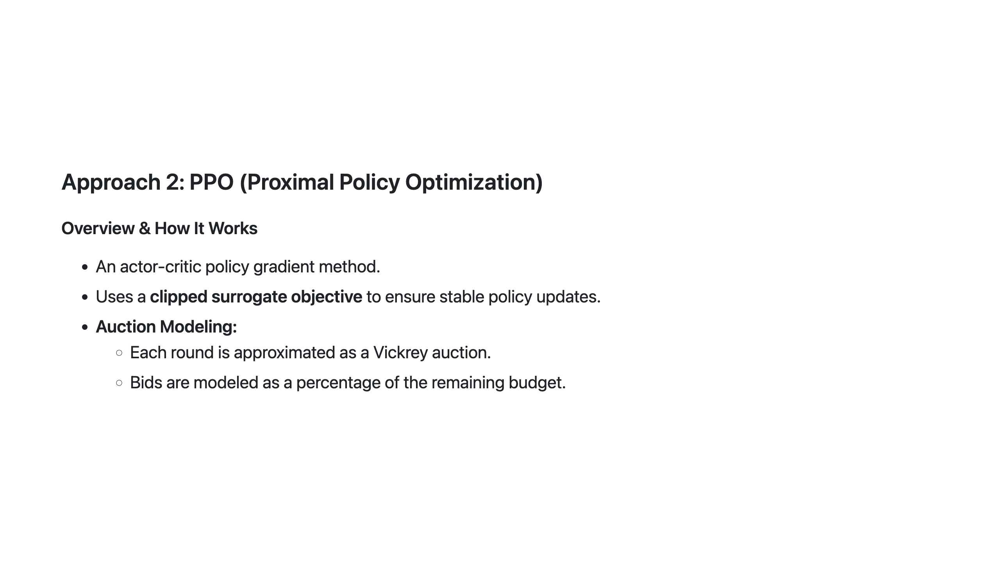 Approach 2: PPO (Proximal Policy Optimization)
Overview & How It Works
• An actor-critic policy gradient method.
• Uses a clipped surrogate objective to ensure stable policy updates.
• Auction Modeling:
◦ Each round is approximated as a Vickrey auction.
◦ Bids are modeled as a percentage of the remaining budget.